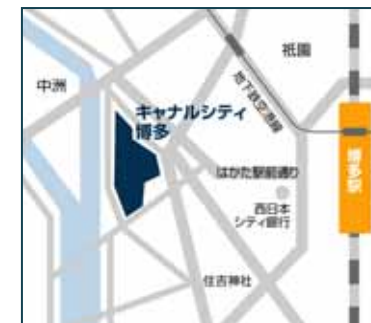 祇園
中洲
地下鉄空港線
キャナルシティ
博多
はかた駅前通り
博多駅
西日本
シティ銀行
住吉神社